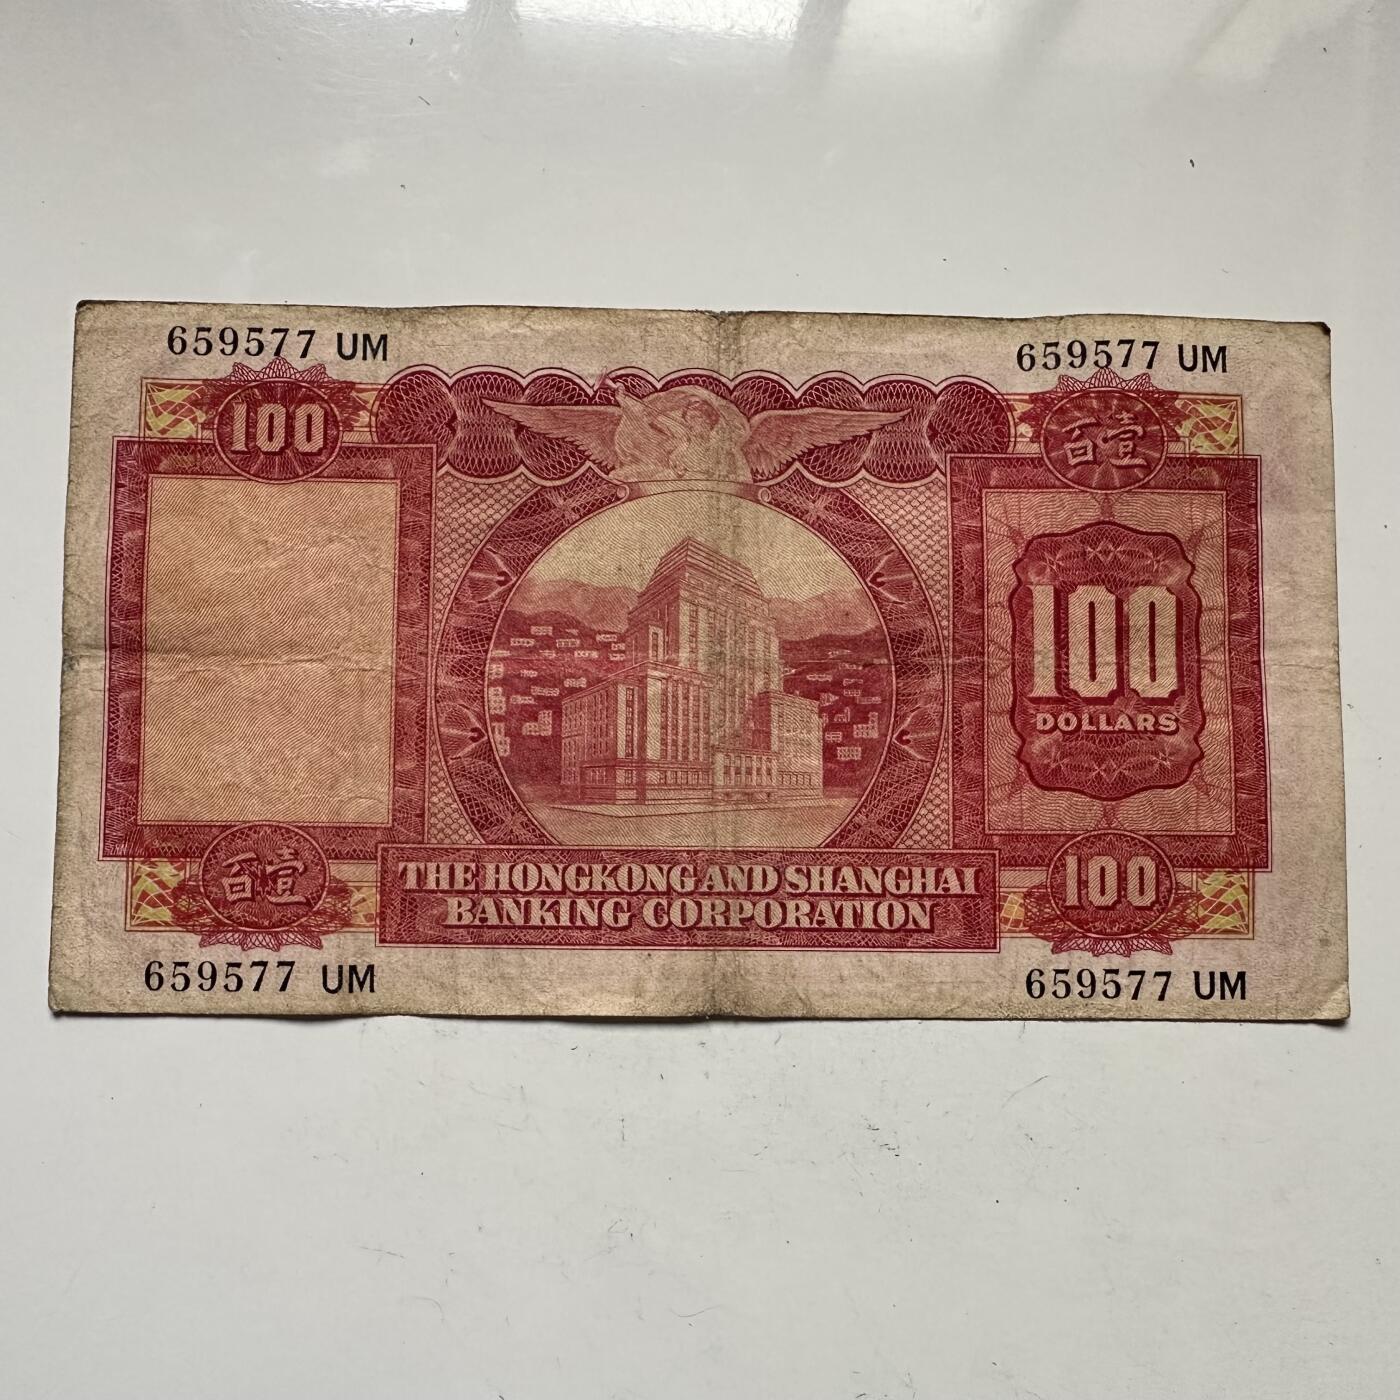 659577 UM
659577 UM
100
百壹
100
DOLLARS
百壹
THE HONGKONG AND SHANGHAI
BANKING CORPORATION
100
659577 UM
659577 UM